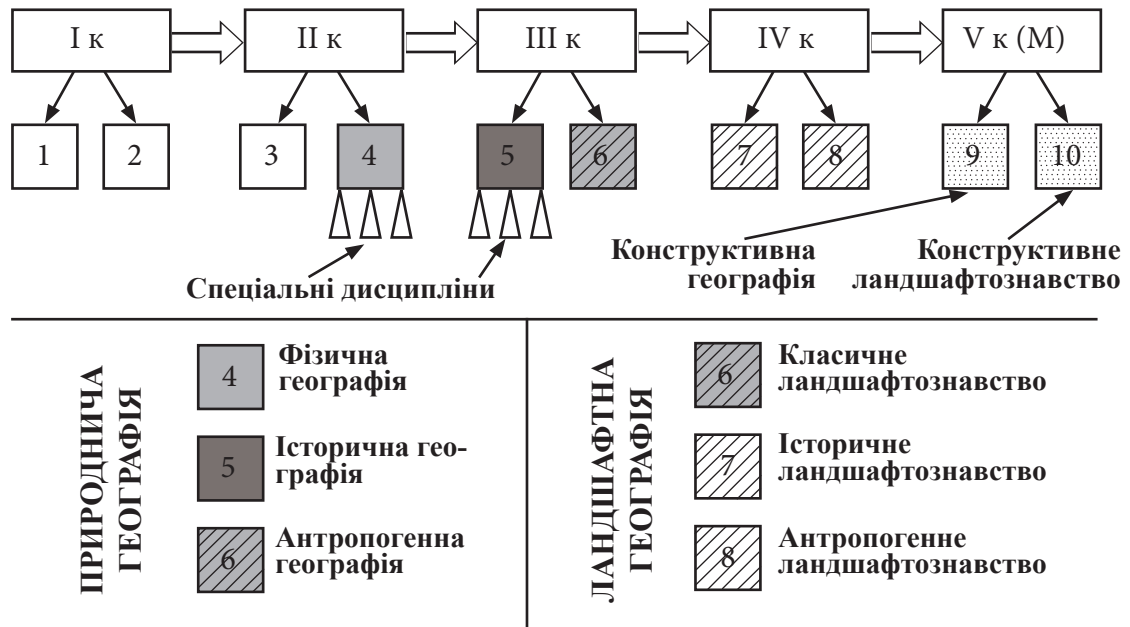 І к
ІІ к
ІІІ к
IV к
V к (М)
1
2
3
4
5
6
7
8
9
10
Спеціальні дисципліни
Конструктивна
географія
Конструктивне
ландшафтознавство
ПРИРОДНИЧА
ГЕОГРАФІЯ
4
Фізична
географія
5
Історична гео-
графія
6
Антропогенна
географія
ЛАНДШАФТНА
ГЕОГРАФІЯ
6
Класичне
ландшафтознавство
7
Історичне
ландшафтознавство
8
Антропогенне
ландшафтознавство